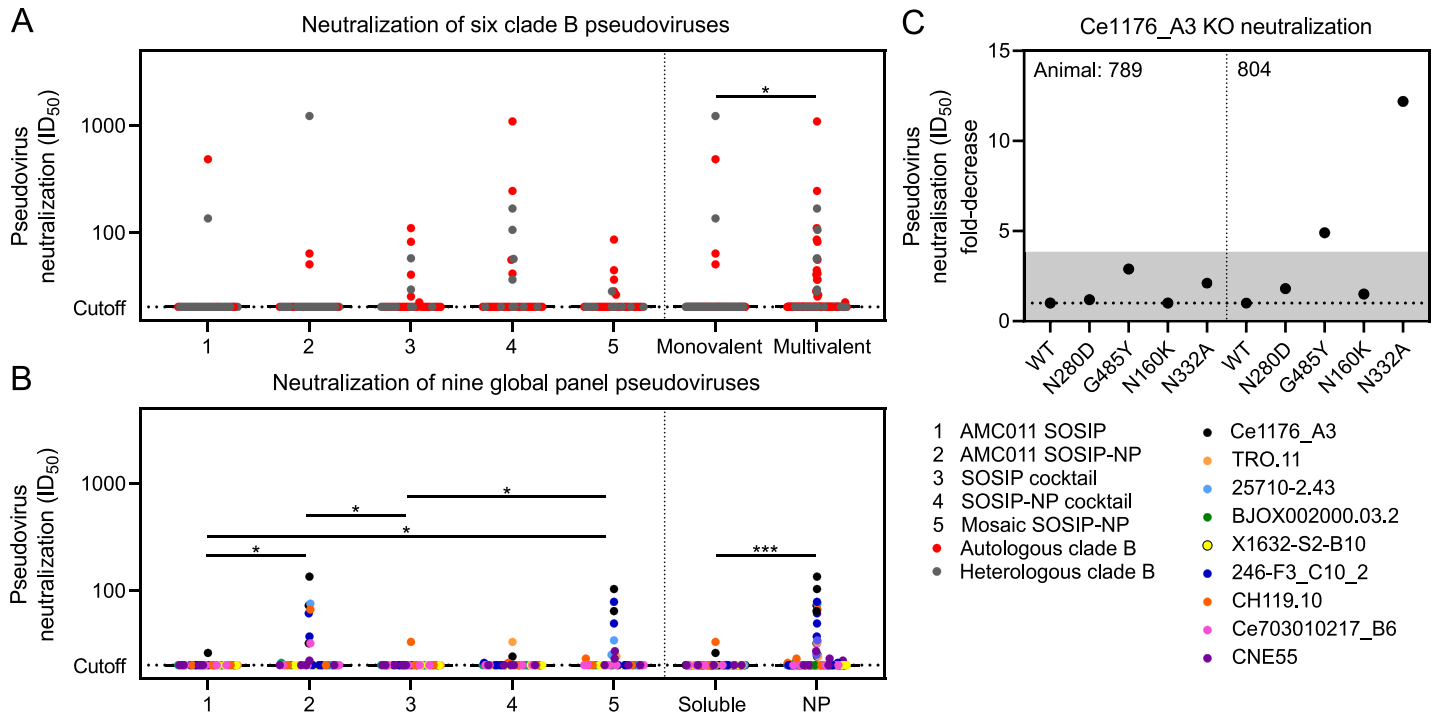 A
Neutralization of six clade B pseudoviruses
Pseudovirus
neutralization (ID50)
1000
100
Cutoff
*
1 2 3 4 5 Monovalent Multivalent
B
Neutralization of nine global panel pseudoviruses
Pseudovirus
neutralization (ID50)
1000
100
Cutoff
*
*
*
*
***
1 2 3 4 5 Soluble NP
C
Ce1176_A3 KO neutralization
Pseudovirus
neutralisation (ID50)
fold-decrease
15
10
5
0
Animal: 789 804
WT N280D G485Y N160K N332A WT N280D G485Y N160K N332A
1 AMC011 SOSIP
2 AMC011 SOSIP-NP
3 SOSIP cocktail
4 SOSIP-NP cocktail
5 Mosaic SOSIP-NP
Autologous clade B
Heterologous clade B
Ce1176_A3
TRO.11
25710-2.43
BJOX002000.03.2
X1632-S2-B10
246-F3_C10_2
CH119.10
Ce703010217_B6
CNE55